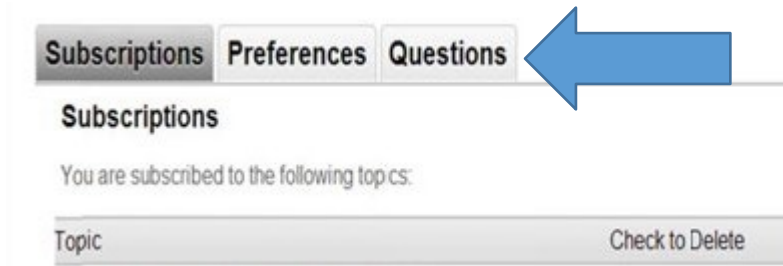 Subscriptions Preferences Questions
Subscriptions
You are subscribed to the following topics:
Topic Check to Delete